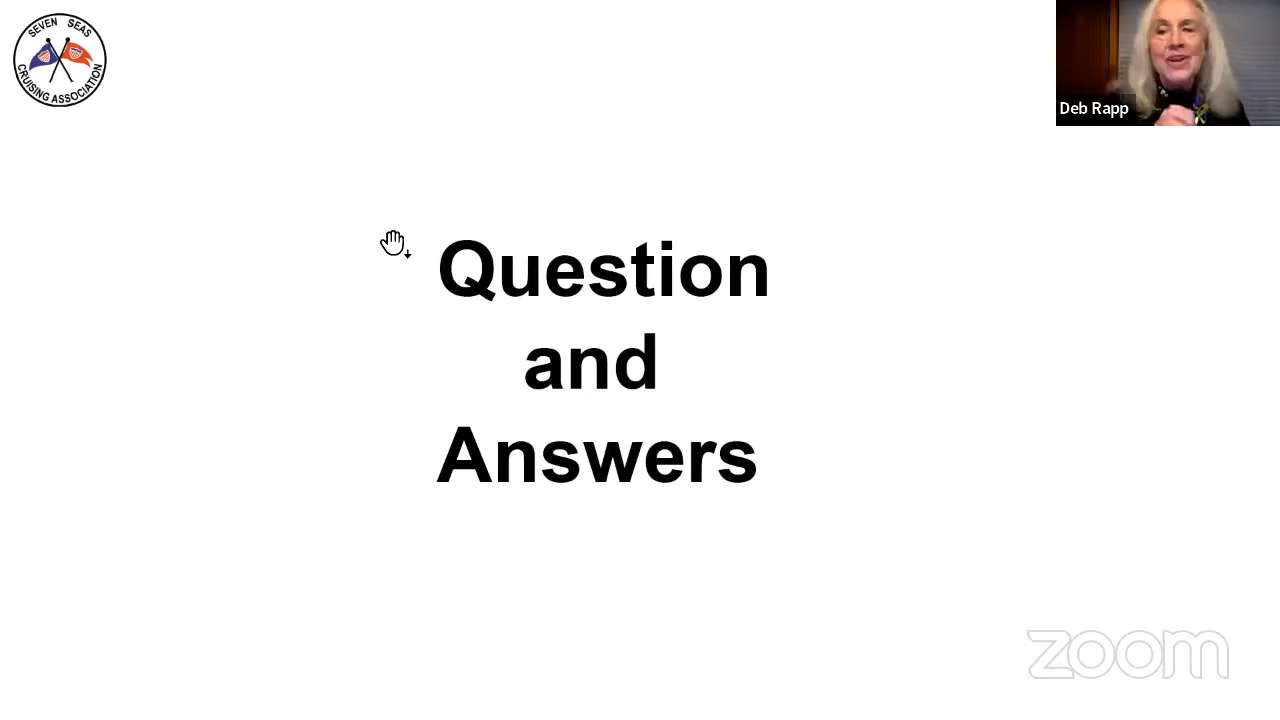 SEVEN SEAS
CRUISING ASSOCIATION
Deb Rapp
Question
and
Answers
zoom